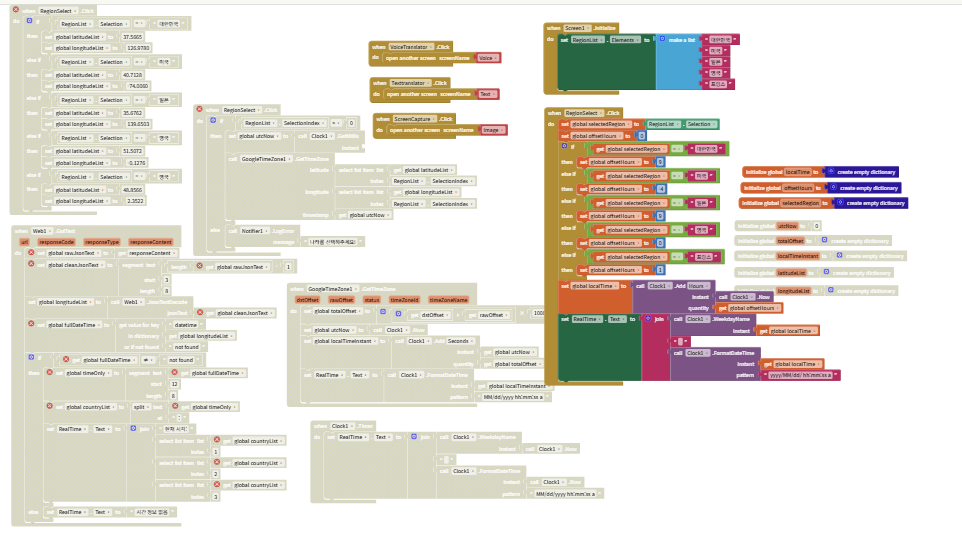 when RegionSelect .Click
do if RegionList . Selection = " 대한민국 "
then set global latitudeList to 37.5665
set global longitudeList to 126.9780
else if RegionList . Selection = " 미국 "
then set global latitudeList to 40.7128
set global longitudeList to -74.0060
else if RegionList . Selection = " 일본 "
then set global latitudeList to 35.6762
set global longitudeList to 139.6503
else if RegionList . Selection = " 영국 "
then set global latitudeList to 51.5072
set global longitudeList to 0.1276
else if RegionList . Selection = " 영국 "
then set global latitudeList to 48.8566
set global longitudeList to 2.3522
when Web1 .GotText
url responseCode responseType responseContent
do set global rawJsonText to get responseContent
set global cleanJsonText to segment text
length get global rawJsonText 1
start 3
length 8
set global longitudeList to call Web1 .JsonTextDecode
jsonText get global cleanJsonText
set global fullDateTime to get value for key " datetime "
in dictionary get global longitudeList
or if not found " not found "
if get global fullDateTime ≠ " not found "
then set global timeOnly to segment text get global fullDateTime
start 12
length 8
set global countryList to split text get global timeOnly
at " : "
set RealTime . Text to join " 현재 시각: "
select list item list get global countryList
index 1
select list item list get global countryList
index 2
select list item list get global countryList
index 3
else set RealTime . Text to " 시간 정보 없음 "
when RegionSelect .Click
do if RegionList . SelectionIndex = 0
then set global utcNow to call Clock1 .GetMillis
Instant
call GoogleTimeZone1 .GetTimeZone
latitude select list item list get global latitudeList
index RegionList . SelectionIndex
longitude select list item list get global longitudeList
index RegionList . SelectionIndex
timestamp get global utcNow
else call Notifier1 .LogError
message " 나라를 선택해주세요! "
when VoiceTranslator .Click
do open another screen screenName " Voice "
when Texttranslator .Click
do open another screen screenName " Text "
when ScreenCapture .Click
do open another screen screenName " Image "
when GoogleTimeZone1 .GotTimeZone
dstOffset rawOffset status timeZoneId timeZoneName
do set global totalOffset to get dstOffset + get rawOffset × 1000
set global utcNow to call Clock1 .Now
set global localTimeInstant to call Clock1 .Add Seconds
Instant get global utcNow
quantity get global totalOffset
set RealTime . Text to call Clock1 .FormatDateTime
Instant get global localTimeInstant
pattern " MM/dd/yyyy hh:mm:ss a "
when Clock1 .Timer
do set RealTime . Text to join call Clock1 .WeekdayName
Instant call Clock1 .Now
call Clock1 .FormatDateTime
Instant call Clock1 .Now
pattern " MM/dd/yyyy hh:mm:ss a "
when Screen1 .Initialize
do set RegionList . Elements to make a list " 대한민국 "
" 미국 "
" 일본 "
" 영국 "
" 프랑스 "
when RegionSelect .Click
do set global selectedRegion to RegionList . Selection
set global offsetHours to 0
if get global selectedRegion = " 대한민국 "
then set global offsetHours to
else if get global selectedRegion = " 미국 "
then set global offsetHours to -4
else if get global selectedRegion = " 일본 "
then set global offsetHours to
else if get global selectedRegion = " 영국 "
then set global offsetHours to 0
else if get global selectedRegion = " 프랑스 "
then set global offsetHours to 1
set global localTime to call Clock1 .Add Hours
Instant call Clock1 .Now
quantity get global offsetHours
set RealTime . Text to join call Clock1 .WeekdayName
Instant get global localTime
call Clock1 .FormatDateTime
Instant get global localTime
pattern " yyyy/MM/dd/ hh:mm:ss a "
initialize global localTime to create empty dictionary
initialize global offsetHours to create empty dictionary
initialize global selectedRegion to create empty dictionary
initialize global utcNow to 0
initialize global totalOffset to create empty dictionary
initialize global localTimeInstant to create empty dictionary
initialize global latitudeList to create empty dictionary
longitudeList to create empty dictionary